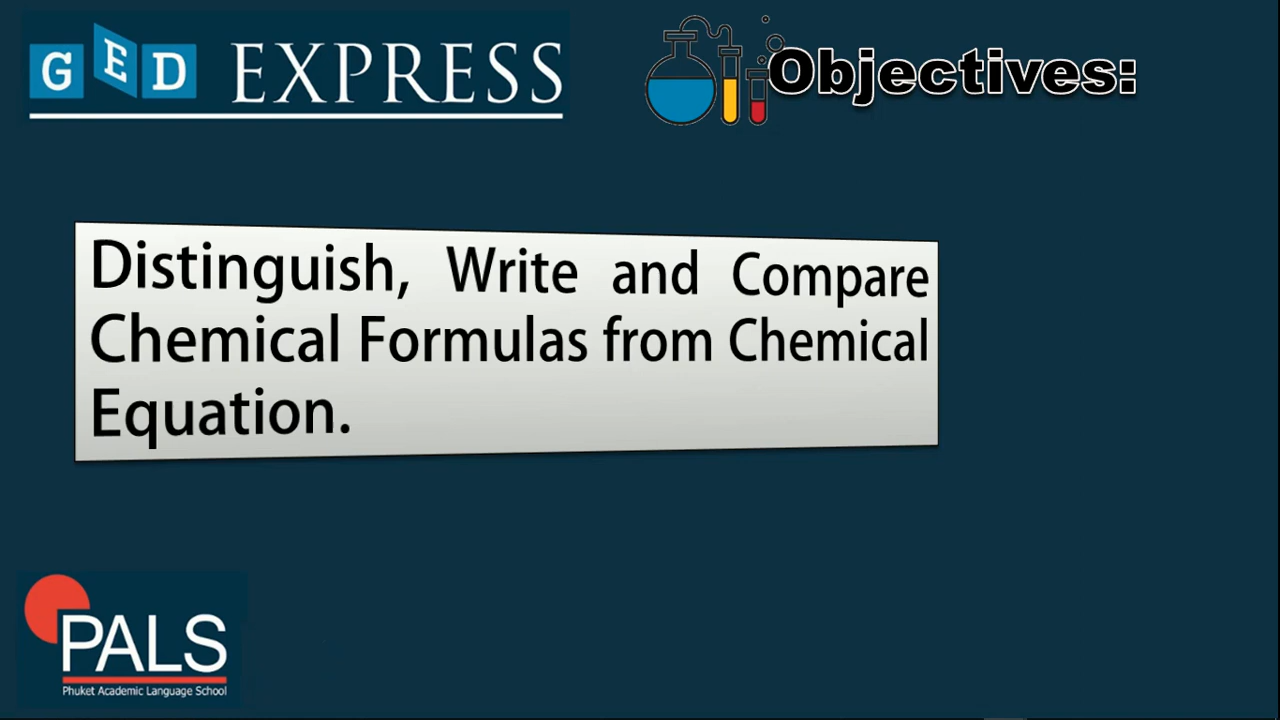 GED EXPRESS
Objectives:
Distinguish, Write and Compare
Chemical Formulas from Chemical
Equation.
PALS
Phuket Academic Language School